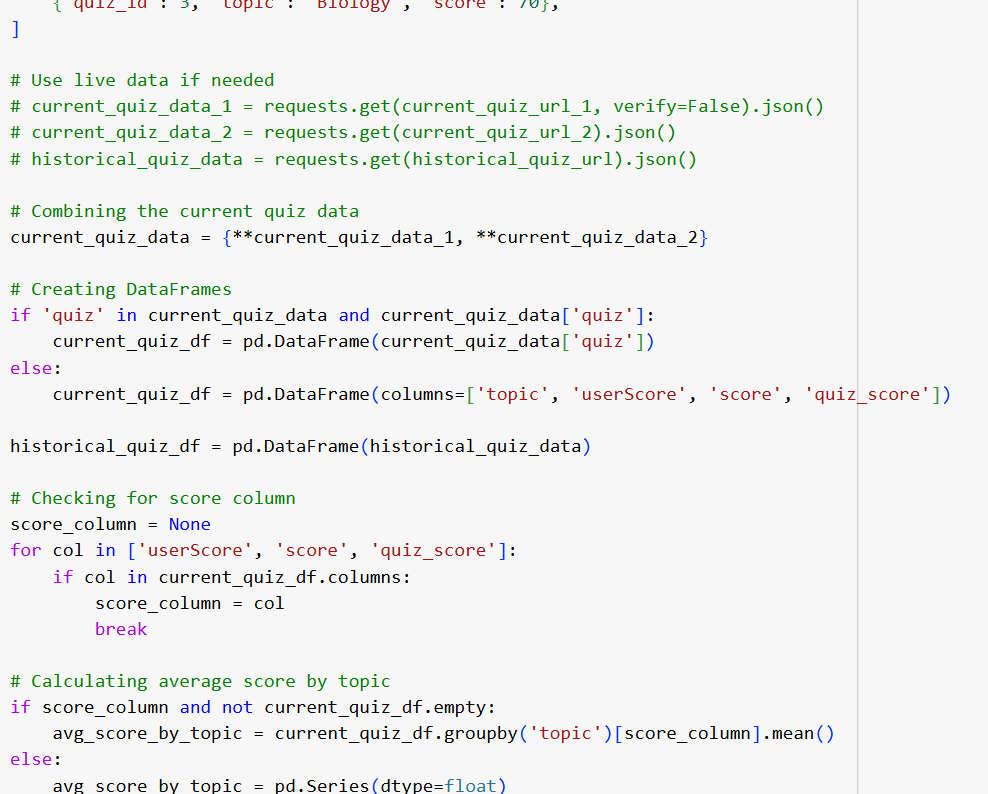 {"quiz_id": 3, "topic": "Biology", "score": 70},
]

# Use live data if needed
# current_quiz_data_1 = requests.get(current_quiz_url_1, verify=False).json()
# current_quiz_data_2 = requests.get(current_quiz_url_2).json()
# historical_quiz_data = requests.get(historical_quiz_url).json()

# Combining the current quiz data
current_quiz_data = {**current_quiz_data_1, **current_quiz_data_2}

# Creating DataFrames
if 'quiz' in current_quiz_data and current_quiz_data['quiz']:
    current_quiz_df = pd.DataFrame(current_quiz_data['quiz'])
else:
    current_quiz_df = pd.DataFrame(columns=['topic', 'userScore', 'score', 'quiz_score'])

historical_quiz_df = pd.DataFrame(historical_quiz_data)

# Checking for score column
score_column = None
for col in ['userScore', 'score', 'quiz_score']:
    if col in current_quiz_df.columns:
        score_column = col
        break

# Calculating average score by topic
if score_column and not current_quiz_df.empty:
    avg_score_by_topic = current_quiz_df.groupby('topic')[score_column].mean()
else:
    avg_score_by_topic = pd.Series(dtype=float)